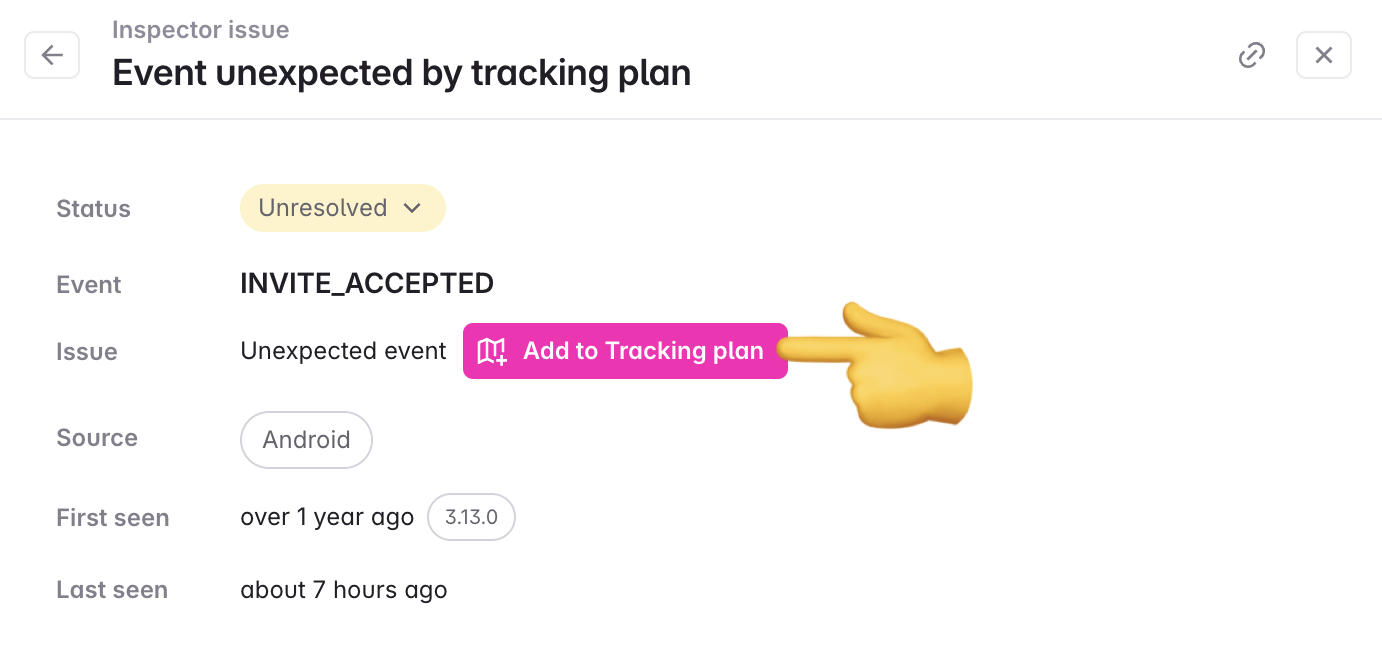 Inspector issue
Event unexpected by tracking plan
Status
Unresolved
Event
INVITE_ACCEPTED
Issue
Unexpected event
Add to Tracking plan
Source
Android
First seen
over 1 year ago
3.13.0
Last seen
about 7 hours ago